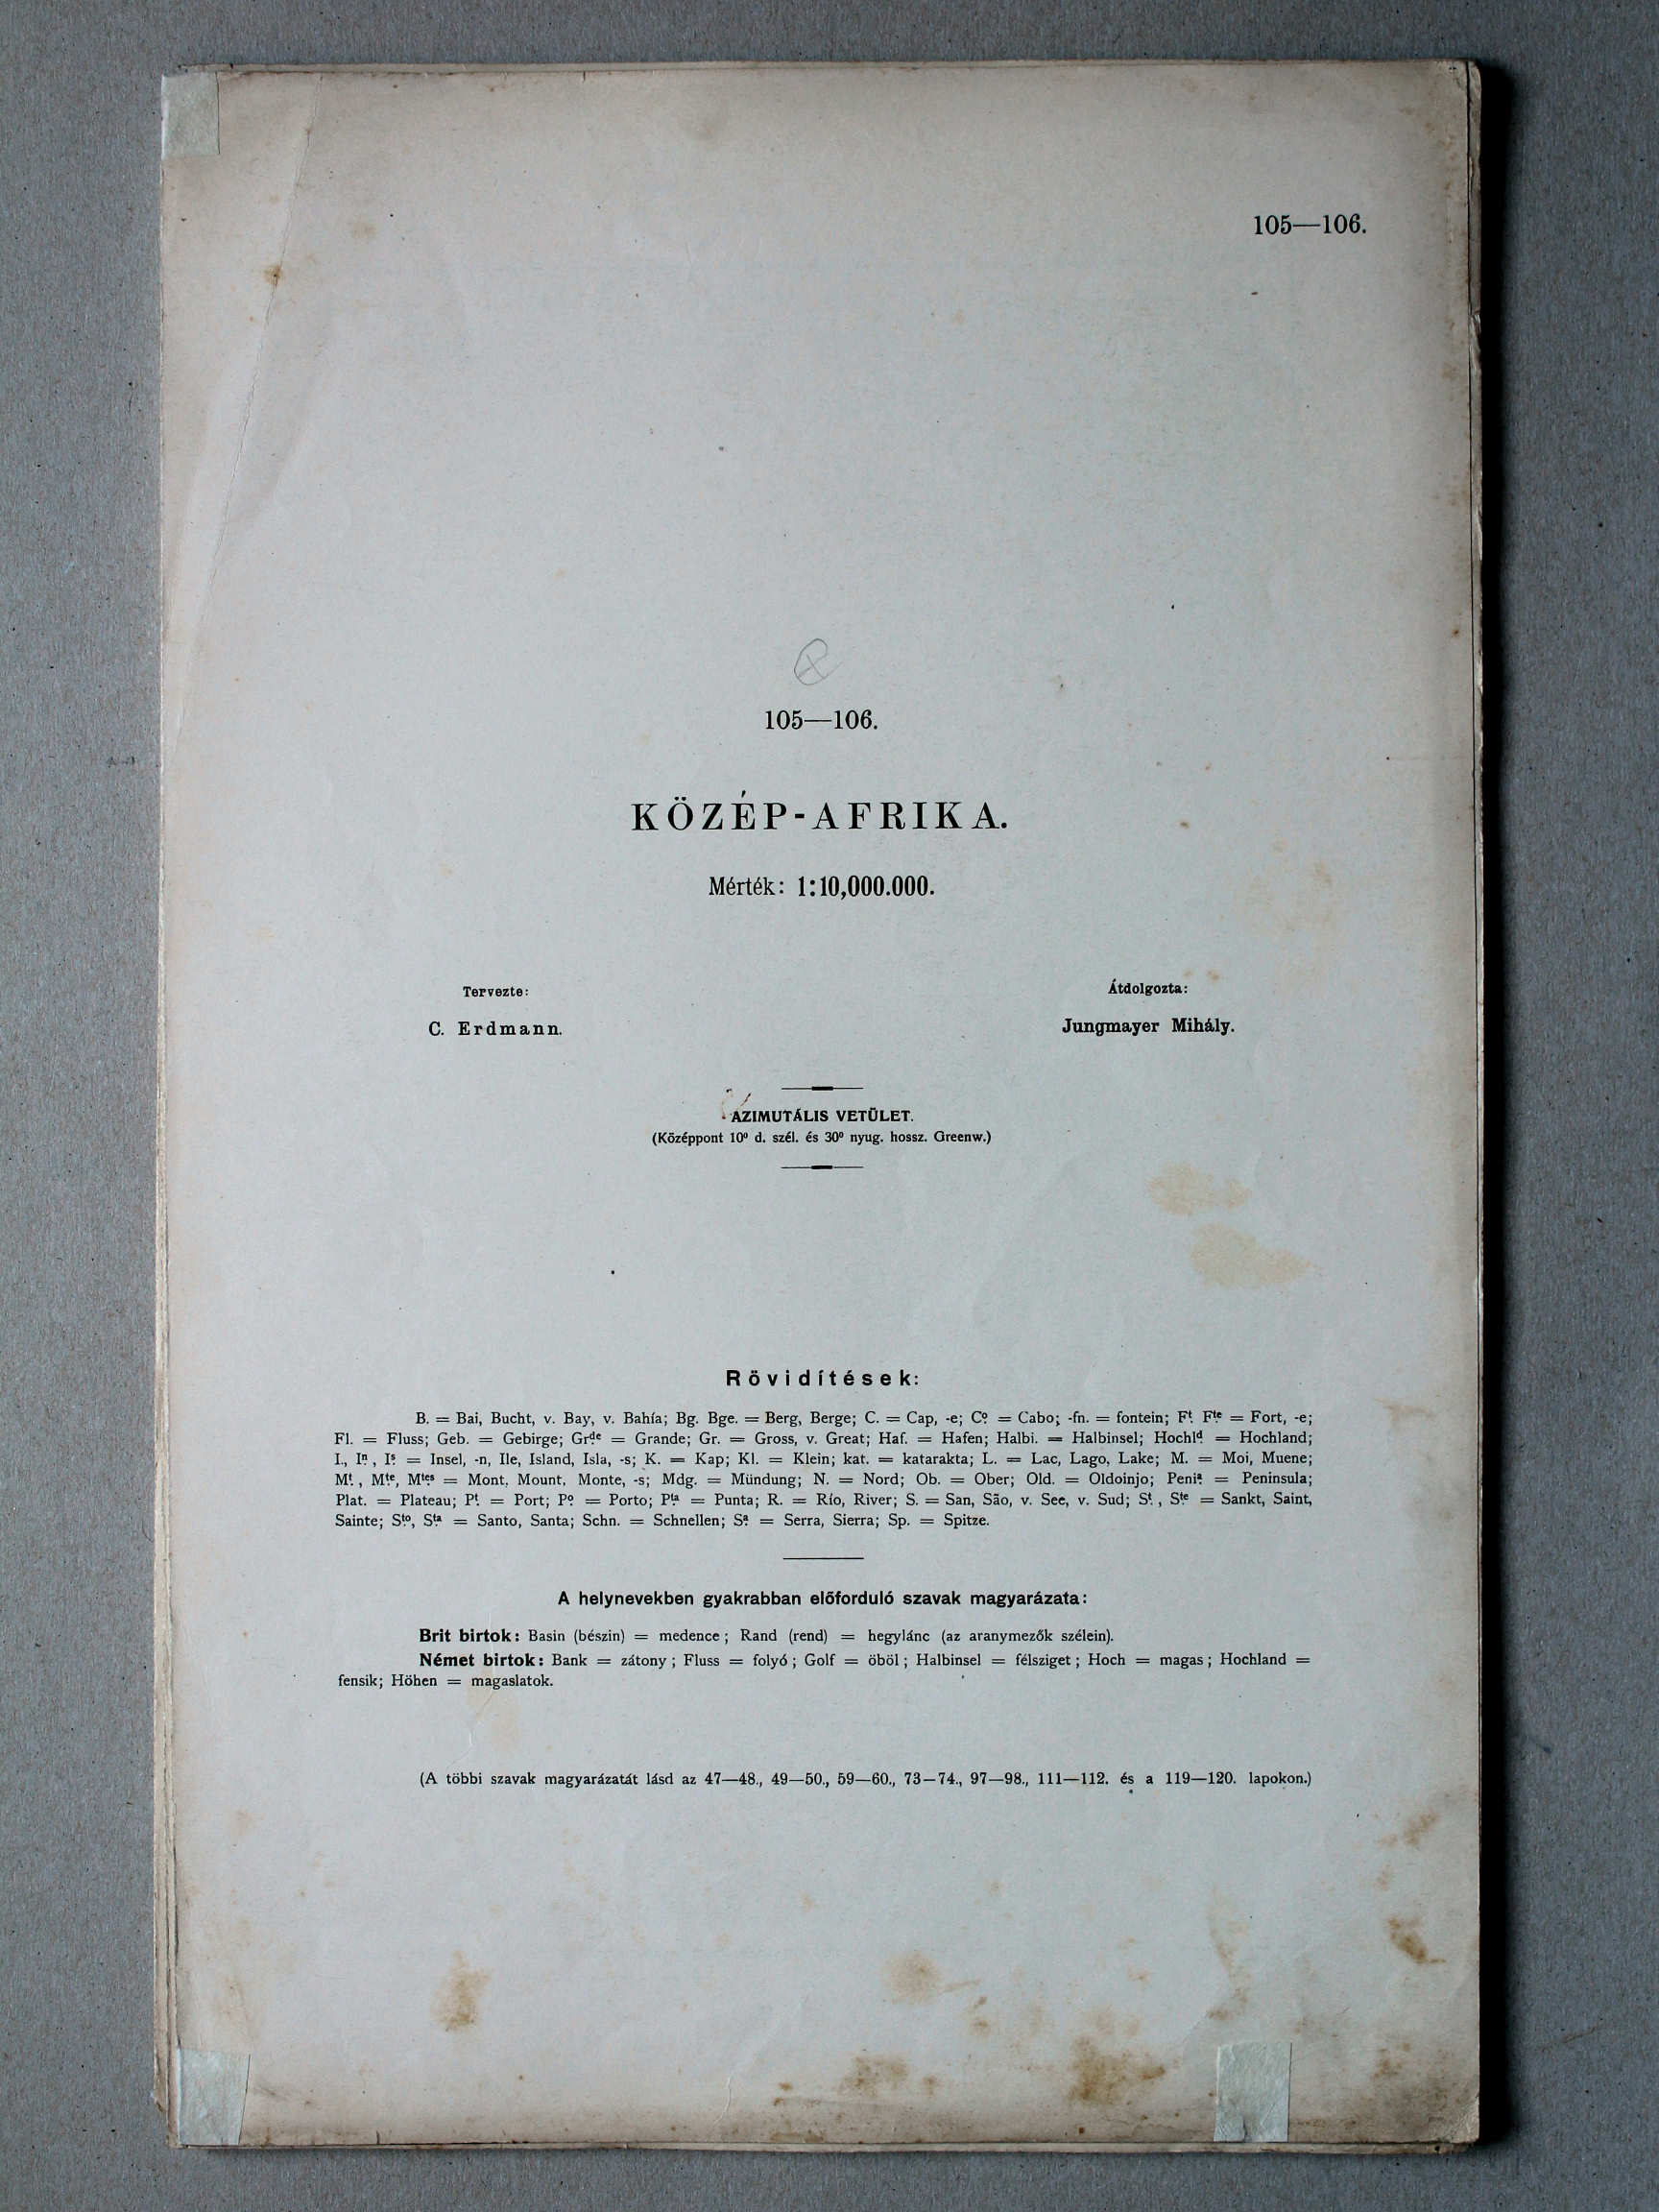 105—106.
105—106.
KÖZÉP-AFRIKA.
Mérték: 1:10,000.000.
Tervezte: Átdolgozta:
C. Erdmann. Jungmayer Mihály.
AZIMUTÁLIS VETÜLET.
(Középpont 10⁰ d. szél. és 30⁰ nyug. hossz. Greenw.)
Rövidítések:
B. = Bai, Bucht, v. Bay, v. Bahía; Bg. Bge. = Berg, Berge; C. = Cap, -e; Cº = Cabo; -fn. = fontein; Fᵗ. Fᵗᵉ = Fort, -e;
Fl. = Fluss; Geb. = Gebirge; Grᵈᵉ = Grande; Gr. = Gross, v. Great; Haf. = Hafen; Halbi. = Halbinsel; Hochlᵈ = Hochland;
I., Iⁿ, Iˢ = Insel, -n, Ile, Island, Isla, -s; K. = Kap; Kl. = Klein; kat. = katarakta; L. = Lac, Lago, Lake; M. = Moi, Muene;
Mᵗ, Mᵗᵉ, Mᵗᵉˢ = Mont, Mount, Monte, -s; Mdg. = Mündung; N. = Nord; Ob. = Ober; Old. = Oldoinjo; Peniª = Peninsula;
Plat. = Plateau; Pᵗ = Port; Pº = Porto; Pᵗª = Punta; R. = Río, River; S. = San, São, v. See, v. Sud; Sᵗ, Sᵗᵉ = Sankt, Saint,
Sainte; Sᵗº, Sᵗª = Santo, Santa; Schn. = Schnellen; Sª = Serra, Sierra; Sp. = Spitze.
A helynevekben gyakrabban előforduló szavak magyarázata:
Brit birtok: Basin (bészin) = medence; Rand (rend) = hegylánc (az aranymezők szélein).
Német birtok: Bank = zátony; Fluss = folyó; Golf = öböl; Halbinsel = félsziget; Hoch = magas; Hochland =
fensik; Höhen = magaslatok.
(A többi szavak magyarázatát lásd az 47—48., 49—50., 59—60., 73—74., 97—98., 111—112. és a 119—120. lapokon.)